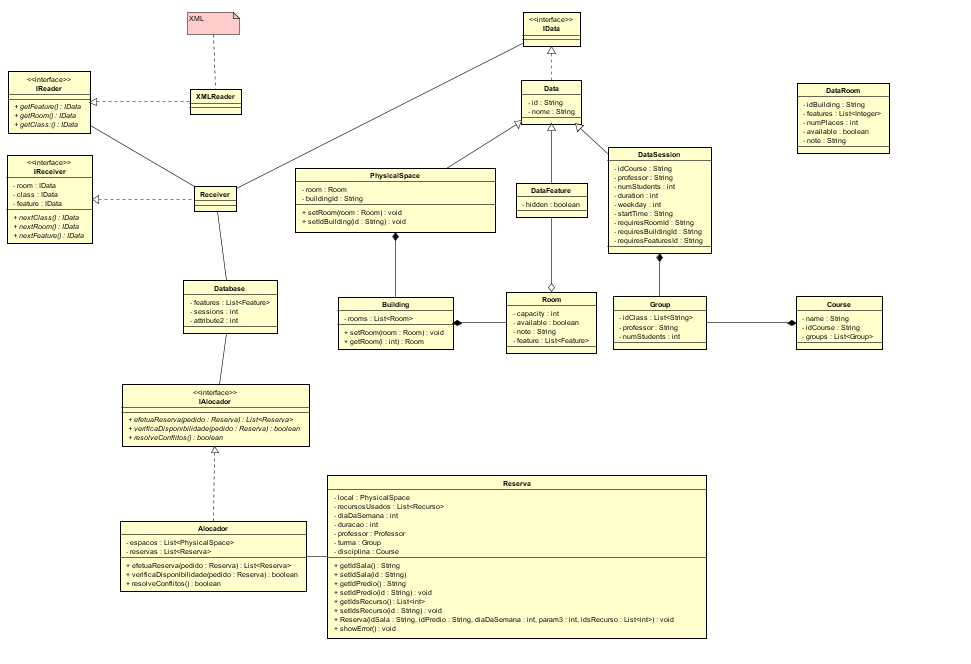 XML
<<interface>>
IData
<<interface>>
IReader
+ getFeature() : IData
+ getRoom() : IData
+ getClass:() : IData
XMLReader
Data
- id : String
- nome : String
DataRoom
- idBuilding : String
- features : List<Integer>
- numPlaces : int
- available : boolean
- note : String
<<interface>>
IReceiver
- room : IData
- class : IData
- feature : IData
+ nextClass() : IData
+ nextRoom() : IData
+ nextFeature() : IData
Receiver
PhysicalSpace
- room : Room
- buildingId : String
+ setRoom(room : Room) : void
+ setIdBuilding(id : String) : void
DataFeature
- hidden : boolean
DataSession
- idCourse : String
- professor : String
- numStudents : int
- duration : int
- weekday : int
- startTime : String
- requiresRoomId : String
- requiresBuildingId : String
- requiresFeaturesId : String
Database
- features : List<Feature>
- sessions : int
- attribute2 : int
Building
- rooms : List<Room>
+ setRoom(room : Room) : void
+ getRoom(i : int) : Room
Room
- capacity : int
- available : boolean
- note : String
- feature : List<Feature>
Group
- idClass : List<String>
- professor : String
- numStudents : int
Course
- name : String
- idCourse : String
- groups : List<Group>
<<interface>>
IAlocador
+ efetuaReserva(pedido : Reserva) : List<Reserva>
+ verificaDisponibilidade(pedido : Reserva) : boolean
+ resolveConflitos() : boolean
Alocador
- espacos : List<PhysicalSpace>
- reservas : List<Reserva>
+ efetuaReserva(pedido : Reserva) : List<Reserva>
+ verificaDisponibilidade(pedido : Reserva) : boolean
+ resolveConflitos() : boolean
Reserva
- local : PhysicalSpace
- recursosUsados : List<Recurso>
- diaDaSemana : int
- duracao : int
- professor : Professor
- turma : Group
- disciplina : Course
+ getIdSala() : String
+ setIdSala(id : String)
+ getIdPredio() : String
+ setIdPredio(id : String) : void
+ getIdsRecurso() : List<int>
+ setIdsRecurso(id : String) : void
+ Reserva(idSala : String, idPredio : String, diaDaSemana : int, param3 : int, idsRecurso : List<int>) : void
+ showError() : void